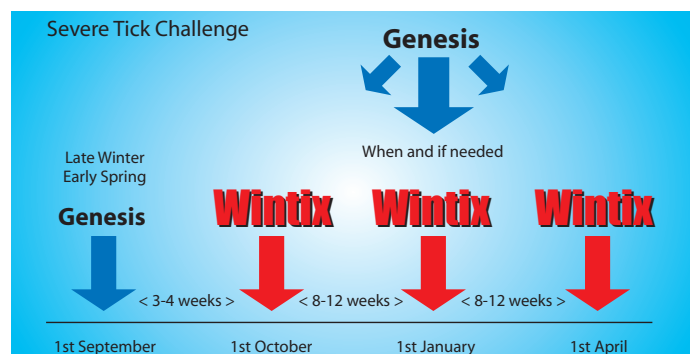 Severe Tick Challenge
Genesis
When and if needed
Late Winter
Early Spring
Genesis
Wintix
Wintix
Wintix
< 3-4 weeks >
< 8-12 weeks >
< 8-12 weeks >
1st September
1st October
1st January
1st April